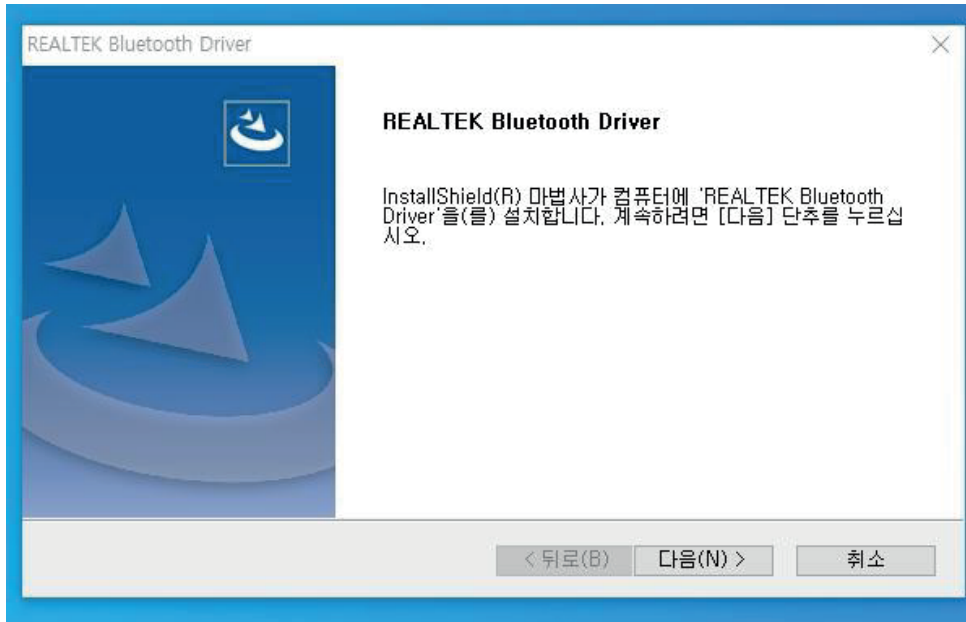 REALTEK Bluetooth Driver
REALTEK Bluetooth Driver
InstallShield(R) 마법사가 컴퓨터에 'REALTEK Bluetooth
Driver'을(를) 설치합니다. 계속하려면 [다음] 단추를 누르십
시오.
< 뒤로(B)
다음(N) >
취소